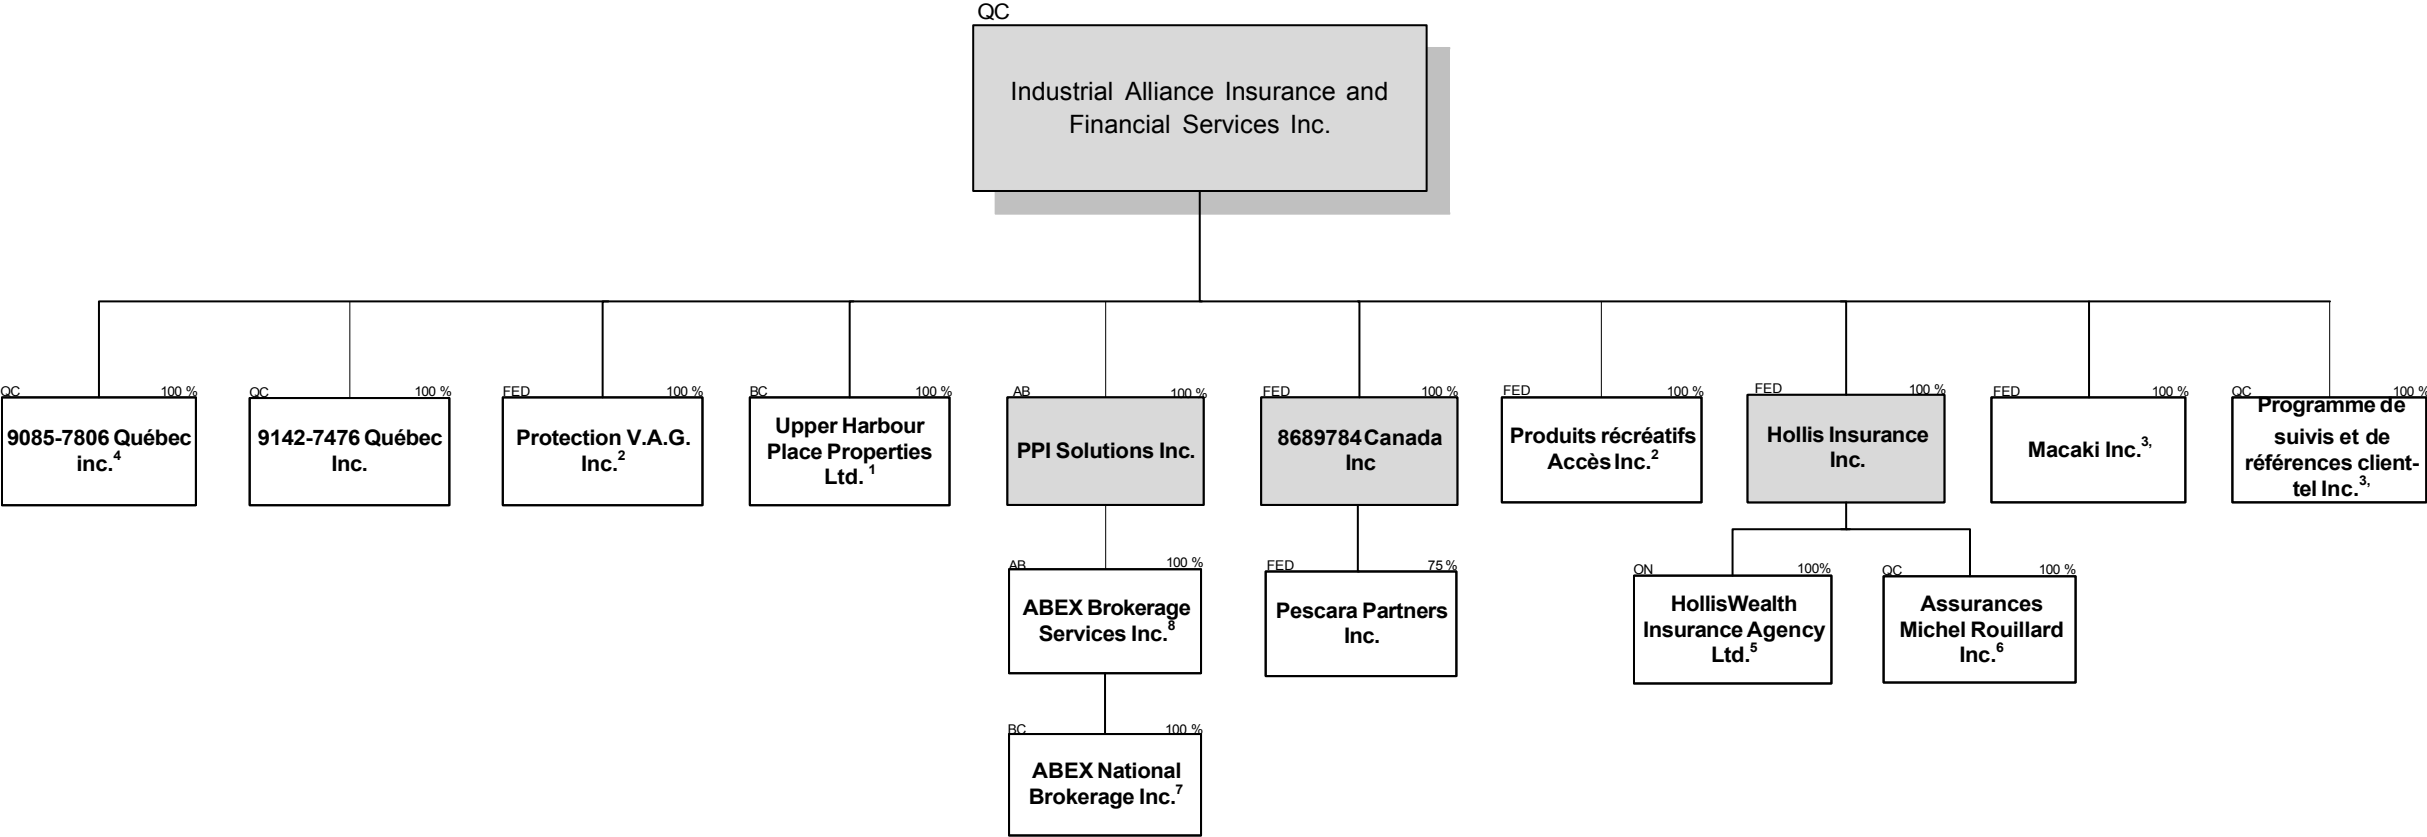 QC
Industrial Alliance Insurance and
Financial Services Inc.
QC 100 %
9085-7806 Québec
inc.4
QC 100 %
9142-7476 Québec
Inc.
FED 100 %
Protection V.A.G.
Inc.2
BC 100 %
Upper Harbour
Place Properties
Ltd. 1
AB 100 %
PPI Solutions Inc.
FED 100 %
8689784 Canada
Inc
FED 100 %
Produits récréatifs
Accès Inc.2
FED 100 %
Hollis Insurance
Inc.
FED 100 %
Macaki Inc.3,
QC 100 %
Programme de
suivis et de
références client-
tel Inc.3,
AB 100 %
ABEX Brokerage
Services Inc.8
FED 75 %
Pescara Partners
Inc.
ON 100%
HollisWealth
Insurance Agency
Ltd.5
QC 100 %
Assurances
Michel Rouillard
Inc.6
BC 100 %
ABEX National
Brokerage Inc.7